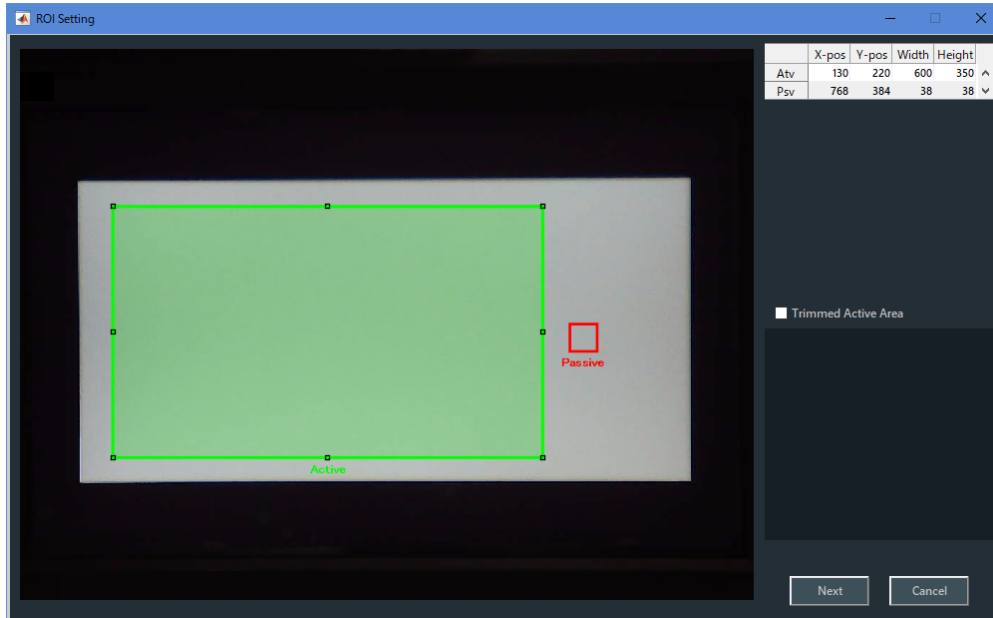 ROI Setting
X-pos Y-pos Width Height
Atv 130 220 600 350
Psv 768 384 38 38
Trimmed Active Area
Passive
Active
Next Cancel